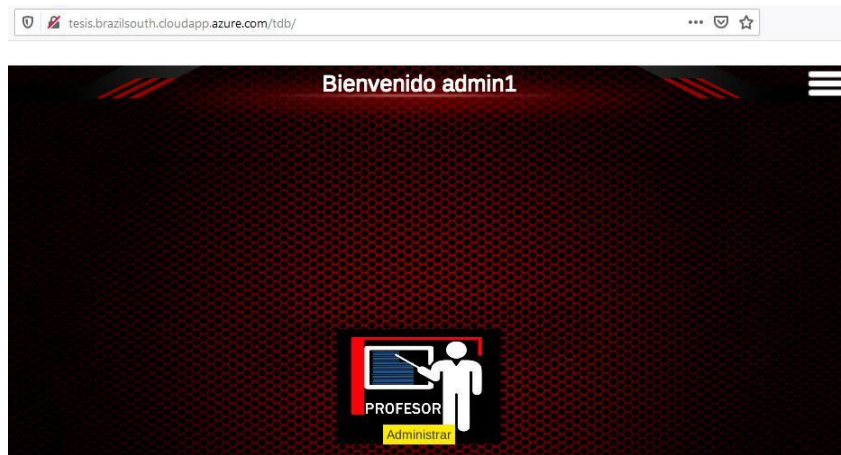 tesis.brazilsouth.cloudapp.azure.com/tdb/
Bienvenido admin1
PROFESOR
Administrar